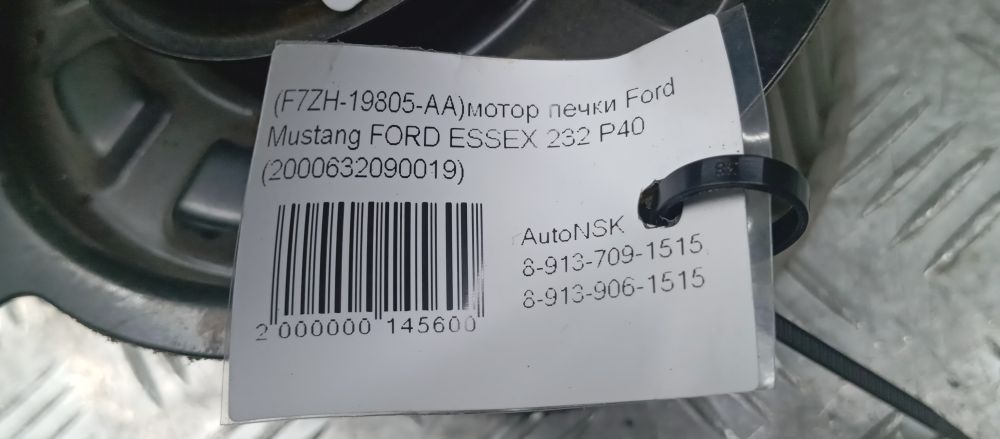 (F7ZH-19805-AA)мотор печки Ford
Mustang FORD ESSEX 232 P40
(2000632090019)
AutoNSK
8-913-709-1515
8-913-906-1515
2 000000 145600